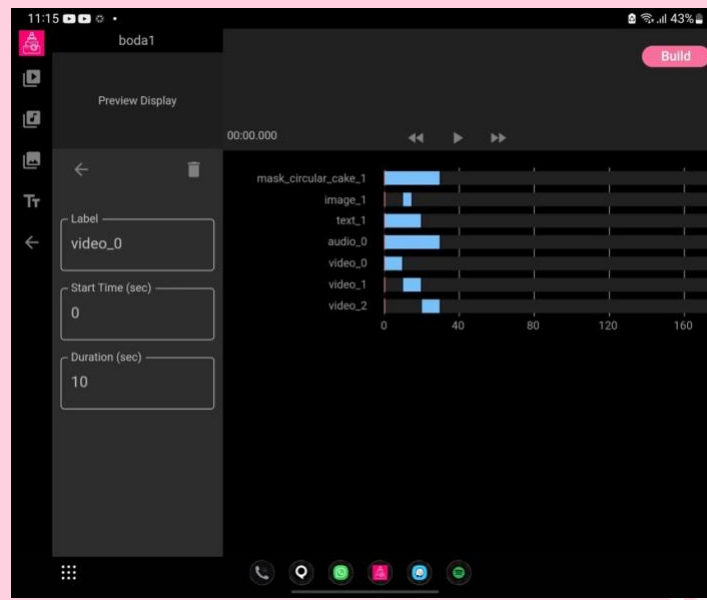 11:15
43%
boda1
Build
Preview Display
00:00.000
mask_circular_cake_1
image_1
text_1
audio_0
video_0
video_1
video_2
0 40 80 120 160
Tт
Label
video_0
Start Time (sec)
0
Duration (sec)
10